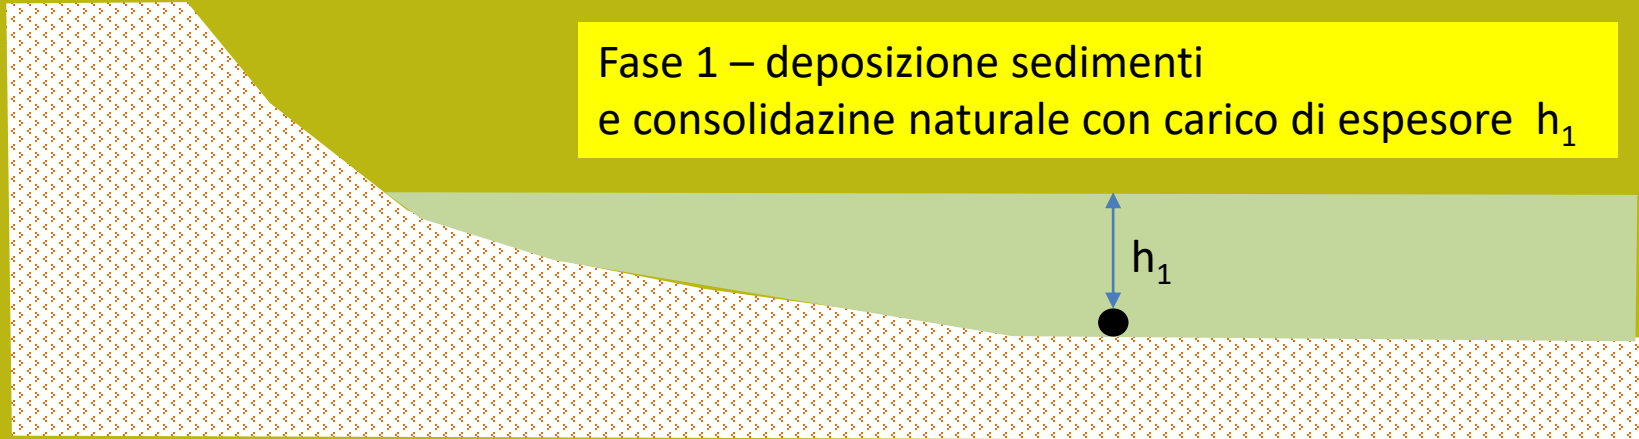 Fase 1 – deposizione sedimenti
e consolidazine naturale con carico di espesore h₁
h₁